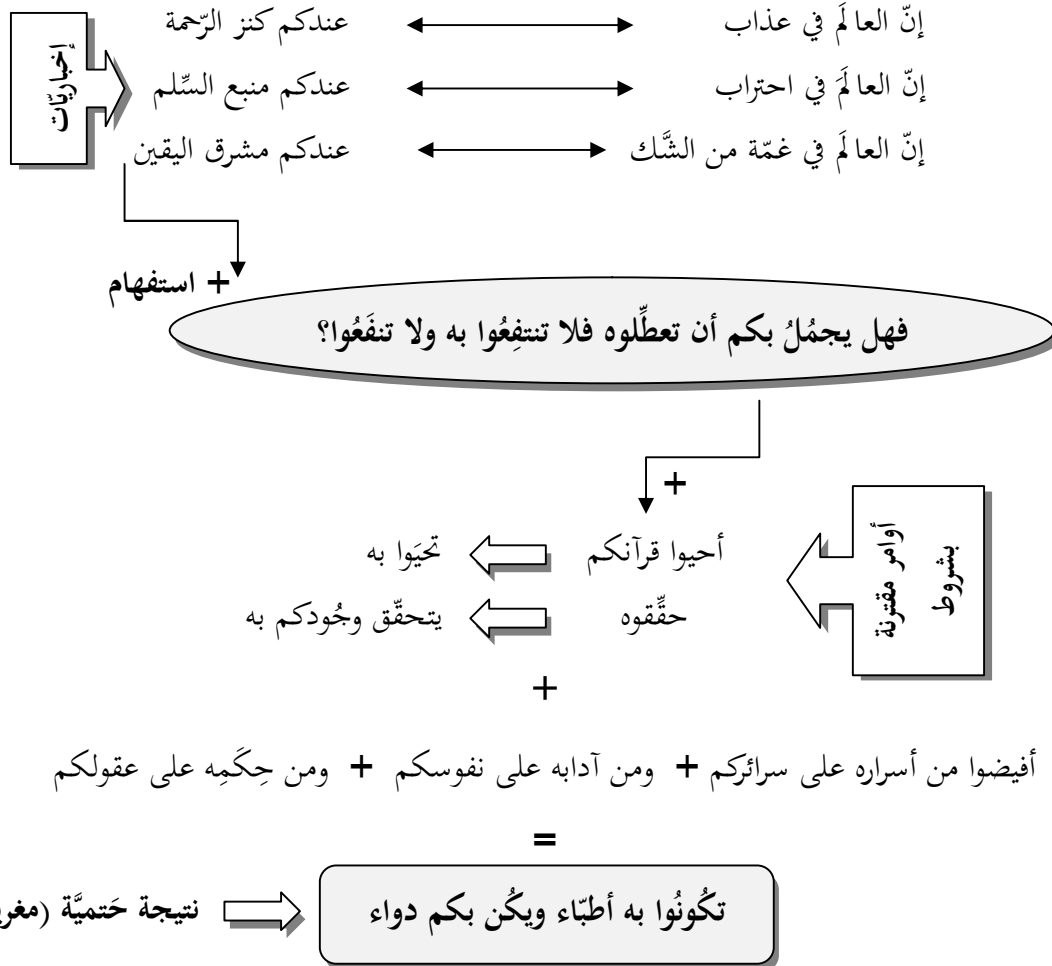 إنّ العالَم في عذاب عندكم كنز الرّحمة
إنّ العالَم في احتراب عندكم منبع السِّلم
إنّ العالَم في غمّة من الشَّك عندكم مشرق اليقين
إخباريّات
+ استفهام
فهل يجمُلُ بكم أن تعطِّلوه فلا تنتفِعُوا به ولا تنفَعُوا؟
+
أوامر مقترنة
بشروط
أحيوا قرآنكم تحيَوا به
حقِّقوه يتحقّق وجُودكم به
+
أفيضوا من أسراره على سرائركم + ومن آدابه على نفوسكم + ومن حِكَمِه على عقولكم
=
تكُونُوا به أطبّاء ويكُن بكم دواء
نتيجة حَتميَّة